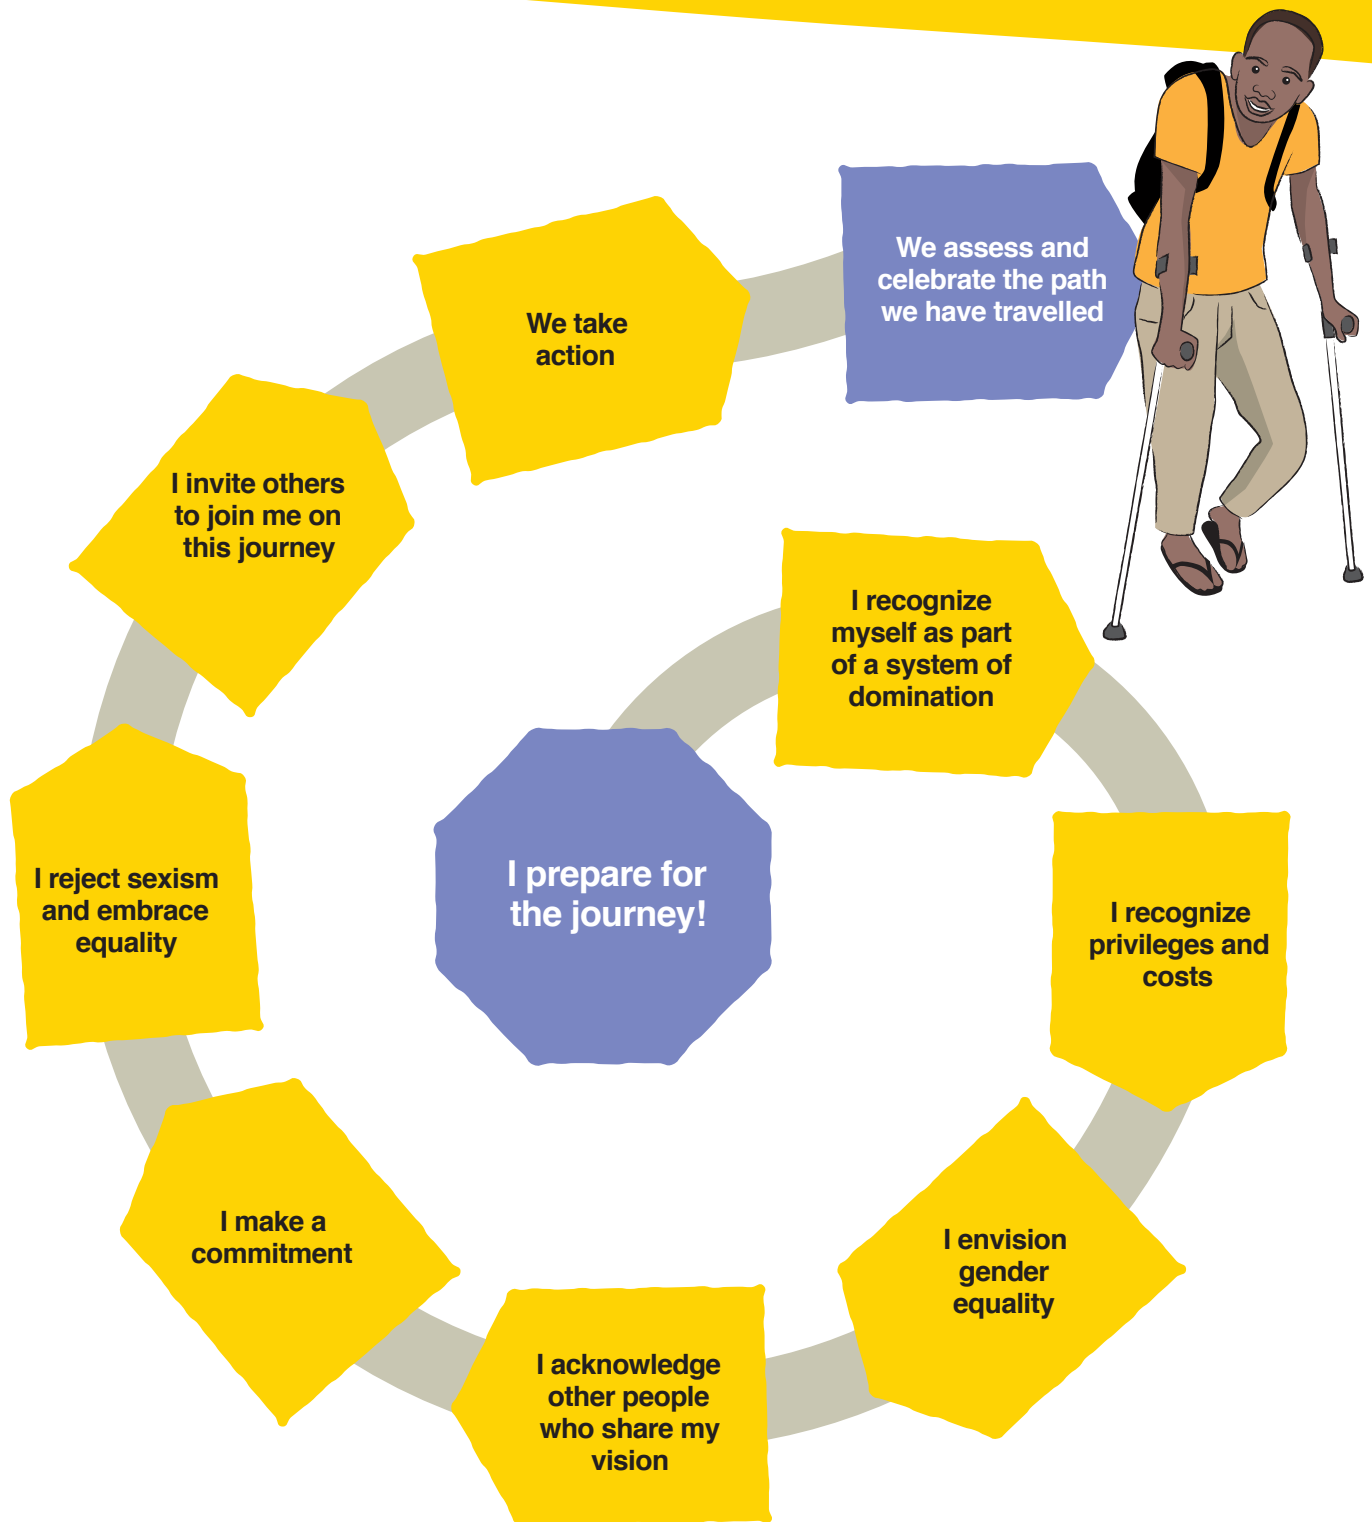 We assess and
celebrate the path
we have travelled
We take
action
I invite others
to join me on
this journey
I recognize
myself as part
of a system of
domination
I prepare for
the journey!
I reject sexism
and embrace
equality
I recognize
privileges and
costs
I make a
commitment
I envision
gender
equality
I acknowledge
other people
who share my
vision